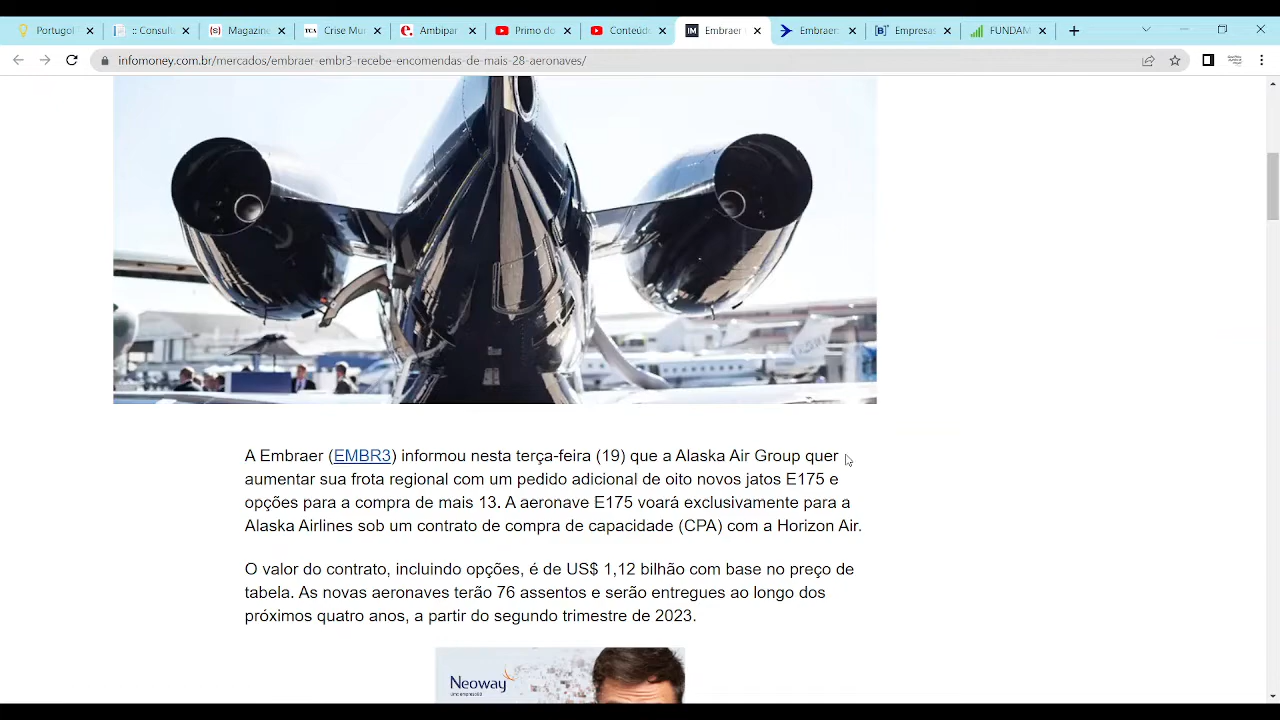 Portugol
:: Consult
Magazine
Crise Mu
Ambipar
Primo do
Conteúdo
Embraer
Embraer
Empresas
FUNDAM
infomoney.com.br/mercados/embraer-embr3-recebe-encomendas-de-mais-28-aeronaves/
A Embraer (EMBR3) informou nesta terça-feira (19) que a Alaska Air Group quer
aumentar sua frota regional com um pedido adicional de oito novos jatos E175 e
opções para a compra de mais 13. A aeronave E175 voará exclusivamente para a
Alaska Airlines sob um contrato de compra de capacidade (CPA) com a Horizon Air.
O valor do contrato, incluindo opções, é de US$ 1,12 bilhão com base no preço de
tabela. As novas aeronaves terão 76 assentos e serão entregues ao longo dos
próximos quatro anos, a partir do segundo trimestre de 2023.
Neoway